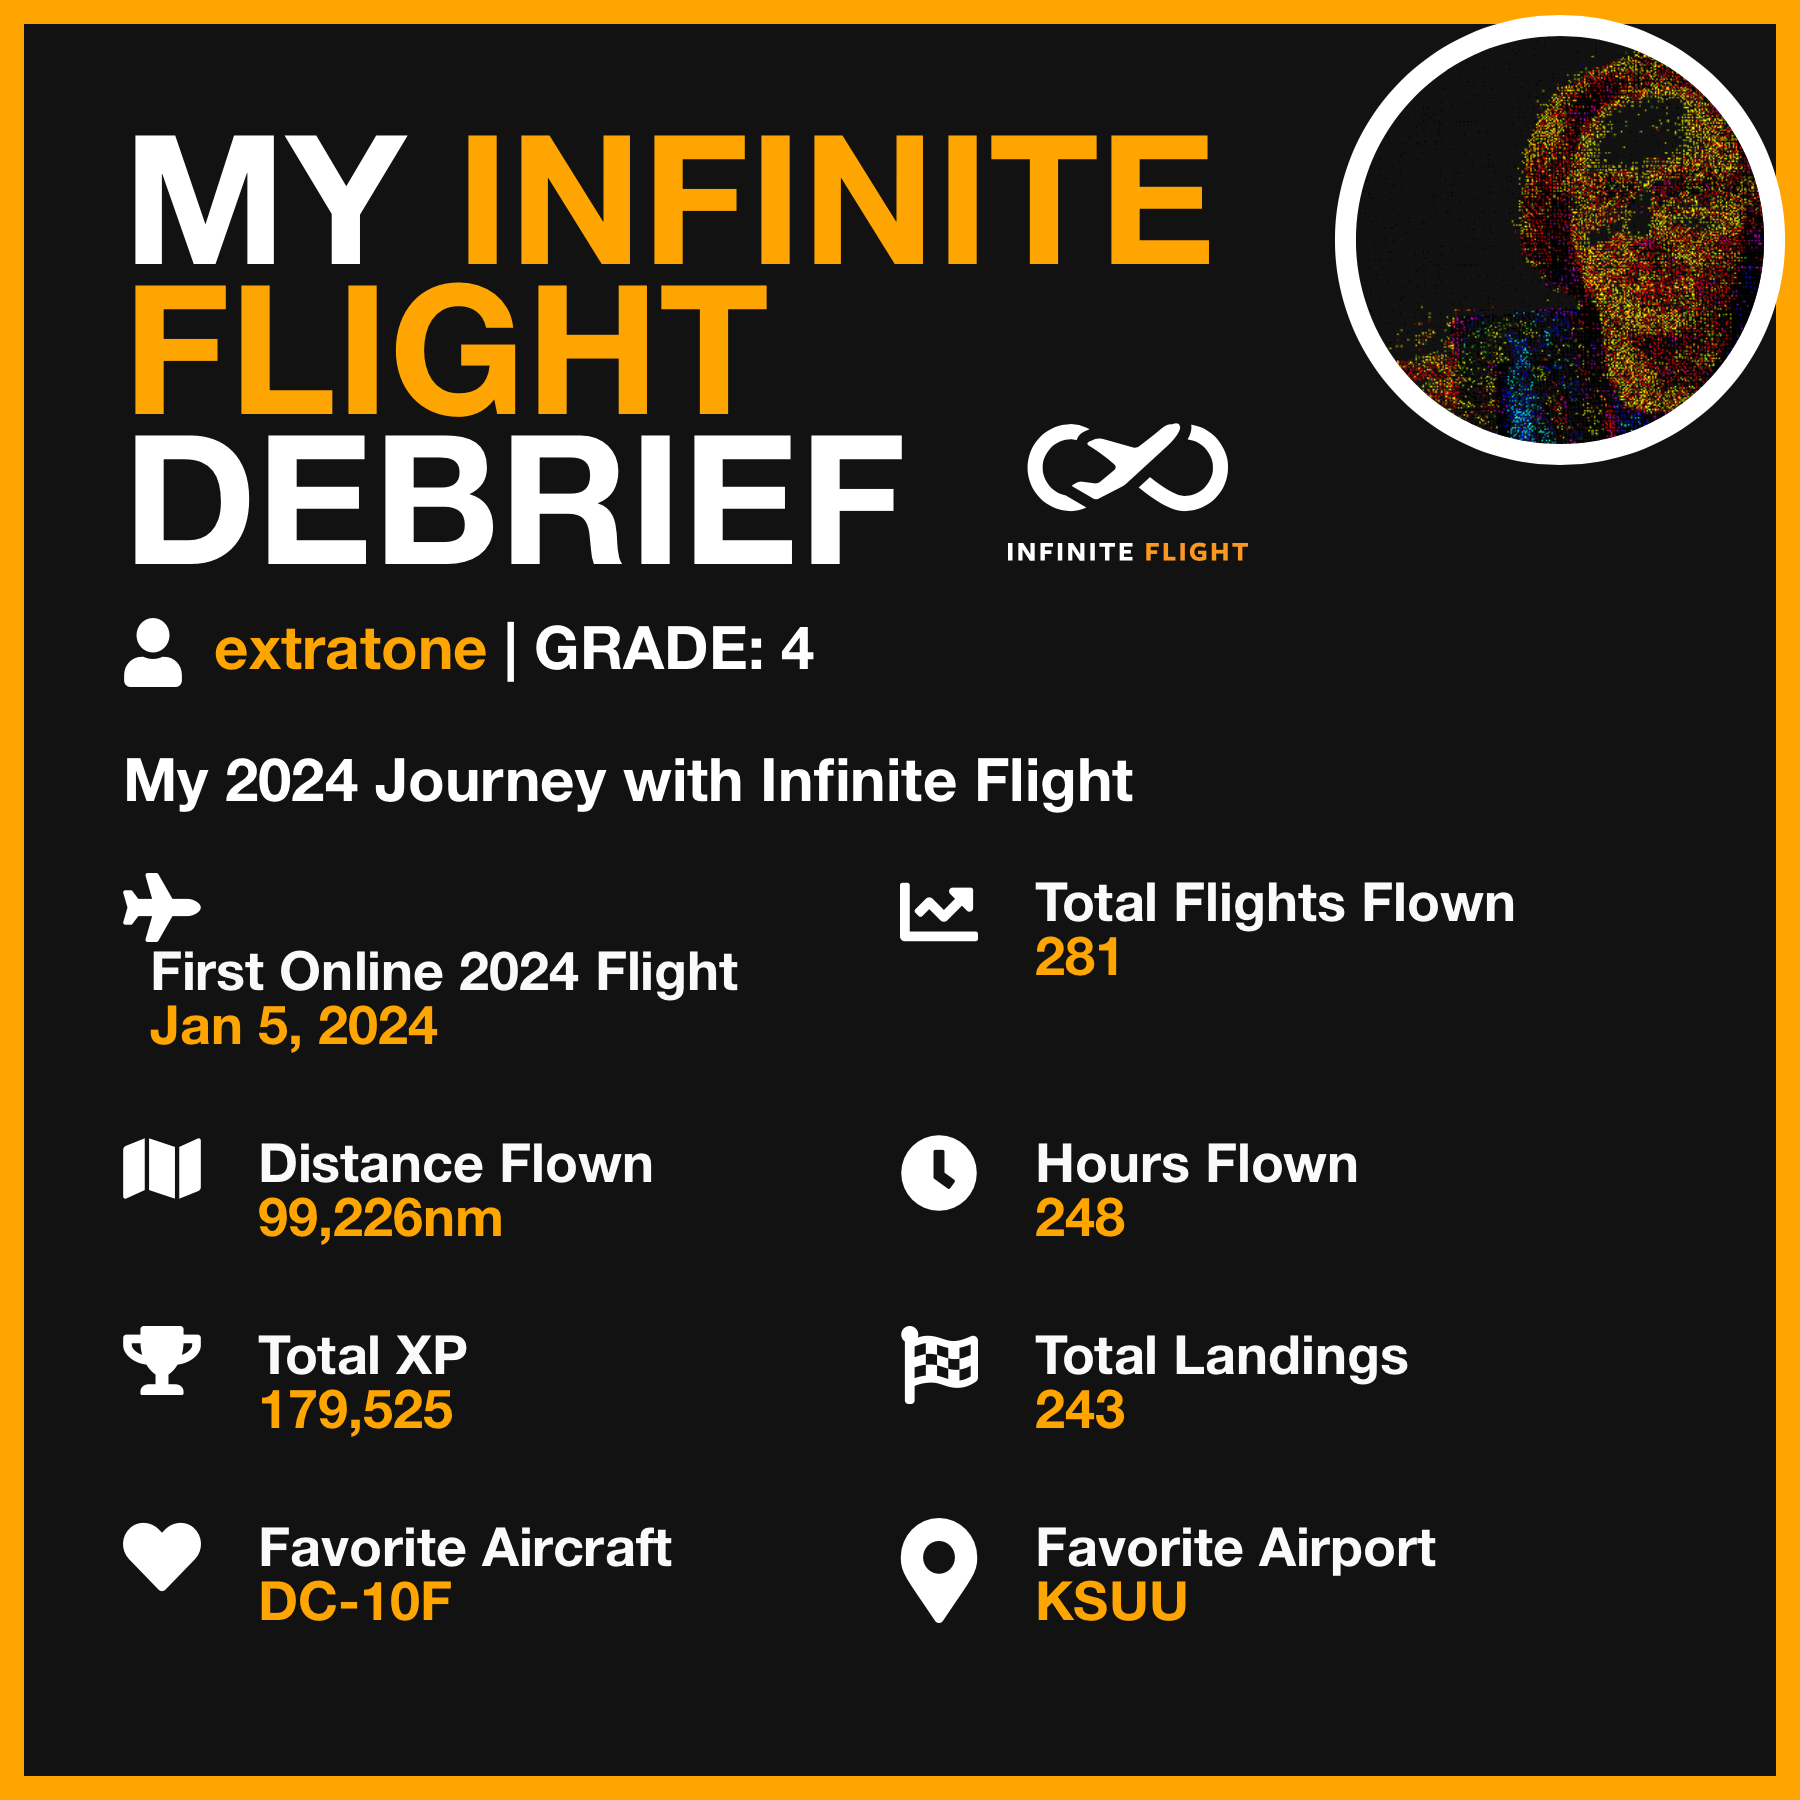 MY INFINITE
FLIGHT
DEBRIEF
INFINITE FLIGHT
extratone | GRADE: 4
My 2024 Journey with Infinite Flight
First Online 2024 Flight
Jan 5, 2024
Total Flights Flown
281
Distance Flown
99,226nm
Hours Flown
248
Total XP
179,525
Total Landings
243
Favorite Aircraft
DC-10F
Favorite Airport
KSUU